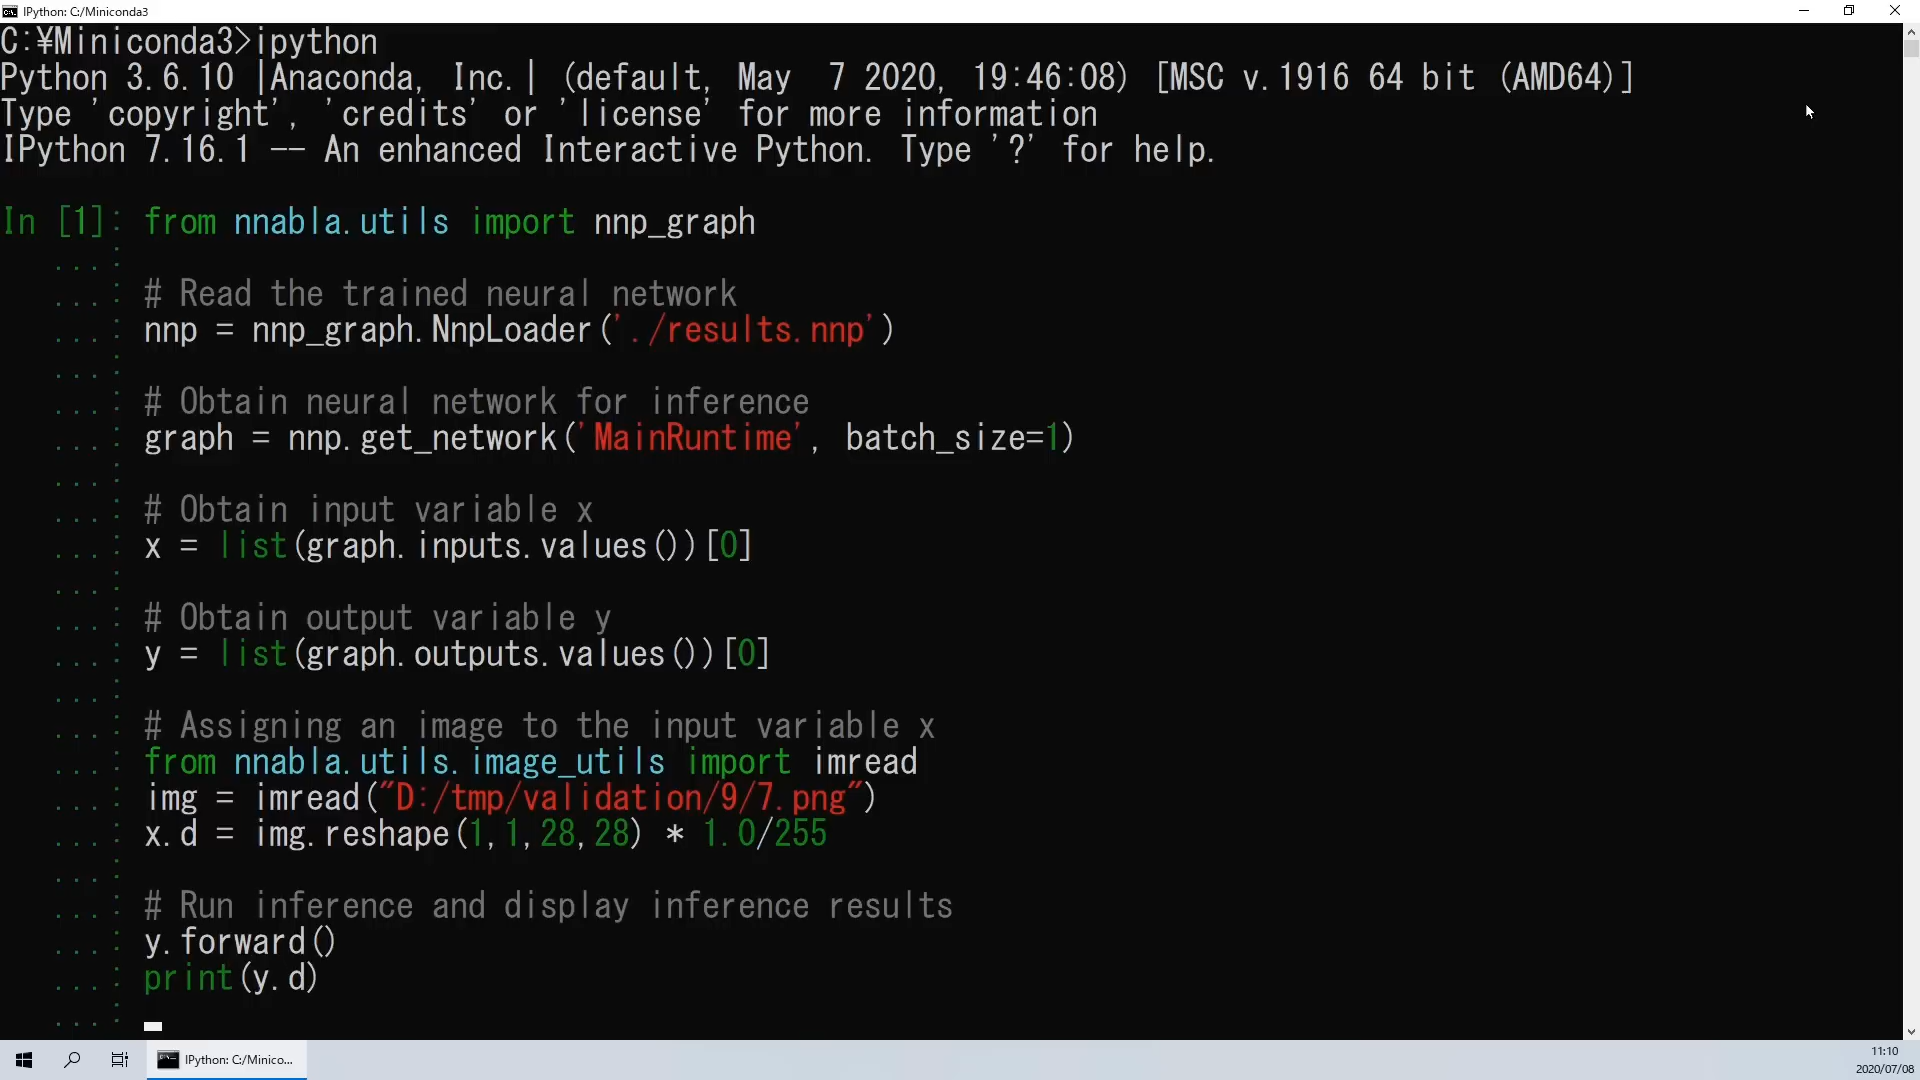 IPython: C:/Miniconda3
C:¥Miniconda3>ipython
Python 3.6.10 |Anaconda, Inc.| (default, May  7 2020, 19:46:08) [MSC v.1916 64 bit (AMD64)]
Type 'copyright', 'credits' or 'license' for more information
IPython 7.16.1 -- An enhanced Interactive Python. Type '?' for help.
In [1]: from nnabla.utils import nnp_graph
...:
...: # Read the trained neural network
...: nnp = nnp_graph.NnpLoader('./results.nnp')
...:
...: # Obtain neural network for inference
...: graph = nnp.get_network('MainRuntime', batch_size=1)
...:
...: # Obtain input variable x
...: x = list(graph.inputs.values())[0]
...:
...: # Obtain output variable y
...: y = list(graph.outputs.values())[0]
...:
...: # Assigning an image to the input variable x
...: from nnabla.utils.image_utils import imread
...: img = imread("D:/tmp/validation/9/7.png")
...: x.d = img.reshape(1,1,28,28) * 1.0/255
...:
...: # Run inference and display inference results
...: y.forward()
...: print(y.d)
...:
IPython: C:/Minico...
11:10
2020/07/08